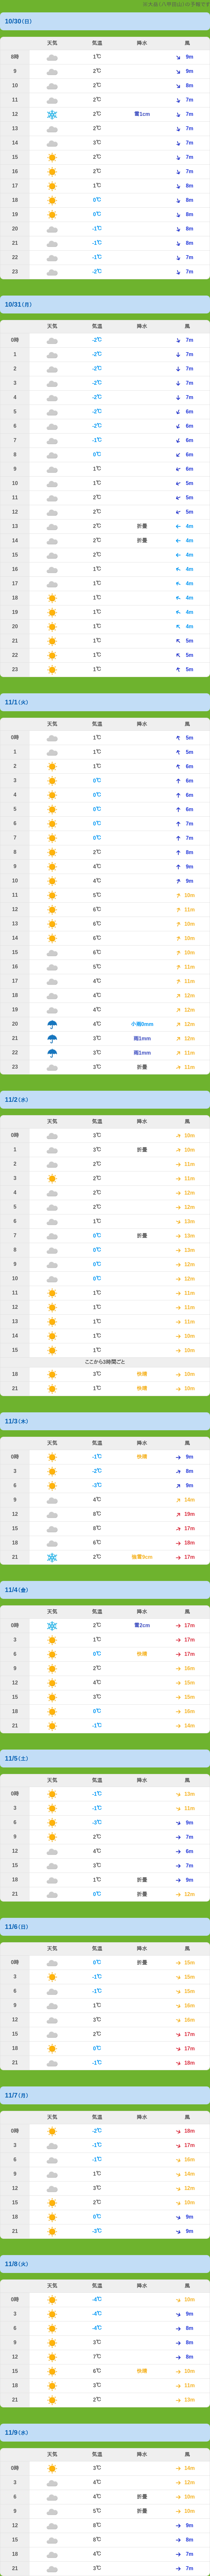 10/30(日)
天気 気温 降水 風
8時 1℃ 9m
9 2℃ 9m
10 2℃ 8m
11 2℃ 7m
12 2℃ 雪1cm 7m
13 2℃ 7m
14 3℃ 7m
15 2℃ 7m
16 2℃ 7m
17 1℃ 8m
18 0℃ 8m
19 0℃ 8m
20 -1℃ 8m
21 -1℃ 8m
22 -1℃ 7m
23 -2℃ 7m
10/31(月)
天気 気温 降水 風
0時 -2℃ 7m
1 -2℃ 7m
2 -2℃ 7m
3 -2℃ 7m
4 -2℃ 7m
5 -2℃ 6m
6 -2℃ 6m
7 -1℃ 6m
8 0℃ 6m
9 1℃ 6m
10 1℃ 5m
11 2℃ 5m
12 2℃ 5m
13 2℃ 折畳 4m
14 2℃ 折畳 4m
15 2℃ 4m
16 1℃ 4m
17 1℃ 4m
18 1℃ 4m
19 1℃ 4m
20 1℃ 4m
21 1℃ 5m
22 1℃ 5m
23 1℃ 5m
11/1(火)
天気 気温 降水 風
0時 1℃ 5m
1 1℃ 5m
2 1℃ 6m
3 0℃ 6m
4 0℃ 6m
5 0℃ 6m
6 0℃ 7m
7 0℃ 7m
8 2℃ 8m
9 4℃ 9m
10 4℃ 9m
11 5℃ 10m
12 6℃ 11m
13 6℃ 10m
14 6℃ 10m
15 6℃ 10m
16 5℃ 11m
17 4℃ 11m
18 4℃ 12m
19 4℃ 12m
20 4℃ 小雨0mm 12m
21 3℃ 雨1mm 12m
22 3℃ 雨1mm 11m
23 3℃ 折畳 11m
11/2(水)
天気 気温 降水 風
0時 3℃ 10m
1 3℃ 折畳 10m
2 2℃ 11m
3 2℃ 11m
4 2℃ 12m
5 2℃ 12m
6 1℃ 13m
7 0℃ 折畳 13m
8 0℃ 13m
9 0℃ 12m
10 0℃ 12m
11 1℃ 11m
12 1℃ 11m
13 1℃ 11m
14 1℃ 10m
15 1℃ 10m
ここから3時間ごと
18 3℃ 快晴 10m
21 1℃ 快晴 10m
11/3(木)
天気 気温 降水 風
0時 -1℃ 快晴 9m
3 -2℃ 8m
6 -3℃ 9m
9 4℃ 14m
12 8℃ 19m
15 8℃ 17m
18 6℃ 18m
21 2℃ 17m
11/4(金)
天気 気温 降水 風
0時 2℃ 雪2cm 17m
3 1℃ 17m
6 0℃ 快晴 17m
9 2℃ 16m
12 4℃ 15m
15 3℃ 15m
18 0℃ 16m
21 -1℃ 14m
11/5(土)
天気 気温 降水 風
0時 -1℃ 13m
3 -1℃ 11m
6 -3℃ 9m
9 2℃ 7m
12 4℃ 6m
15 3℃ 7m
18 1℃ 折畳 9m
21 0℃ 折畳 12m
11/6(日)
天気 気温 降水 風
0時 0℃ 折畳 15m
3 -1℃ 15m
6 -1℃ 15m
9 1℃ 16m
12 3℃ 16m
15 2℃ 17m
18 0℃ 17m
21 -1℃ 18m
11/7(月)
天気 気温 降水 風
0時 -2℃ 18m
3 -1℃ 17m
6 -1℃ 16m
9 1℃ 14m
12 3℃ 12m
15 2℃ 10m
18 0℃ 9m
21 -3℃ 9m
11/8(火)
天気 気温 降水 風
0時 -4℃ 10m
3 -4℃ 9m
6 -4℃ 8m
9 3℃ 8m
12 7℃ 8m
15 6℃ 快晴 10m
18 3℃ 11m
21 2℃ 13m
11/9(水)
天気 気温 降水 風
0時 3℃ 14m
3 4℃ 12m
6 4℃ 折畳 10m
9 5℃ 折畳 10m
12 8℃ 9m
15 8℃ 8m
18 4℃ 7m
21 3℃ 7m